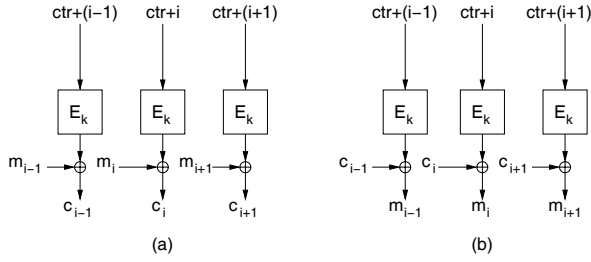 ctr+(i−1) ctr+i ctr+(i+1) ctr+(i−1) ctr+i ctr+(i+1)
E_k E_k E_k E_k E_k E_k
m_{i−1} m_i m_{i+1} c_{i−1} c_i c_{i+1}
c_{i−1} c_i c_{i+1} m_{i−1} m_i m_{i+1}
(a) (b)